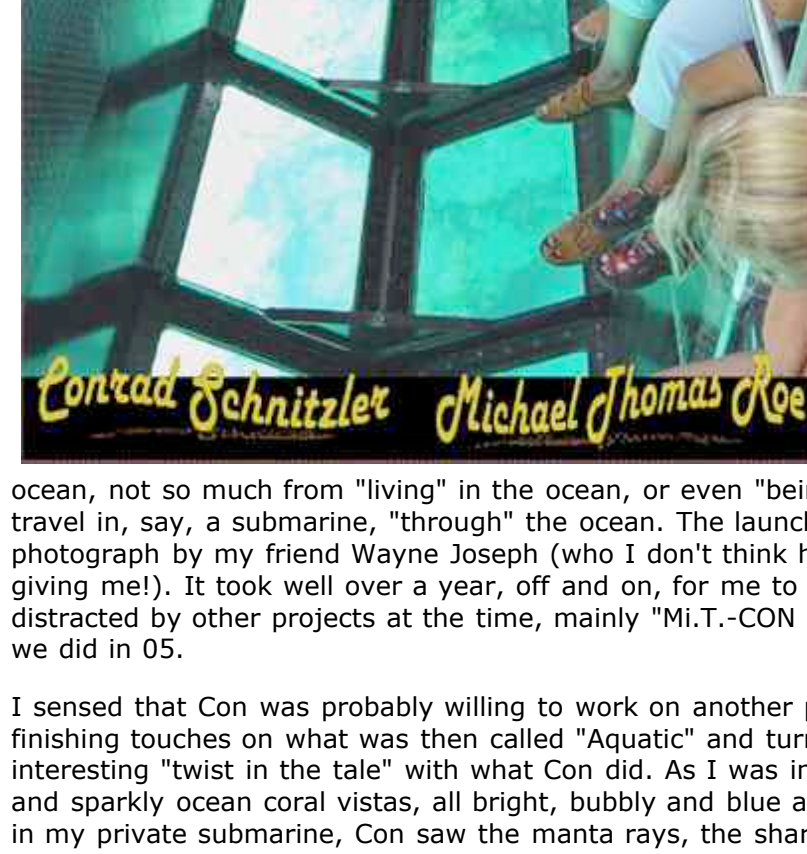 Conrad Schnitzler Michael Thomas Roe
ocean, not so much from "living" in the ocean, or even
travel in, say, a submarine, "through" the ocean. The
photograph by my friend Wayne Joseph (who I don't think
giving me!). It took well over a year, off and on, for me to
distracted by other projects at the time, mainly "Mi.T.-CON
we did in 05.
I sensed that Con was probably willing to work on another
finishing touches on what was then called "Aquatic" and
interesting "twist in the tale" with what Con did. As I was
and sparkly ocean coral vistas, all bright, bubbly and blue
in my private submarine, Con saw the manta rays, the